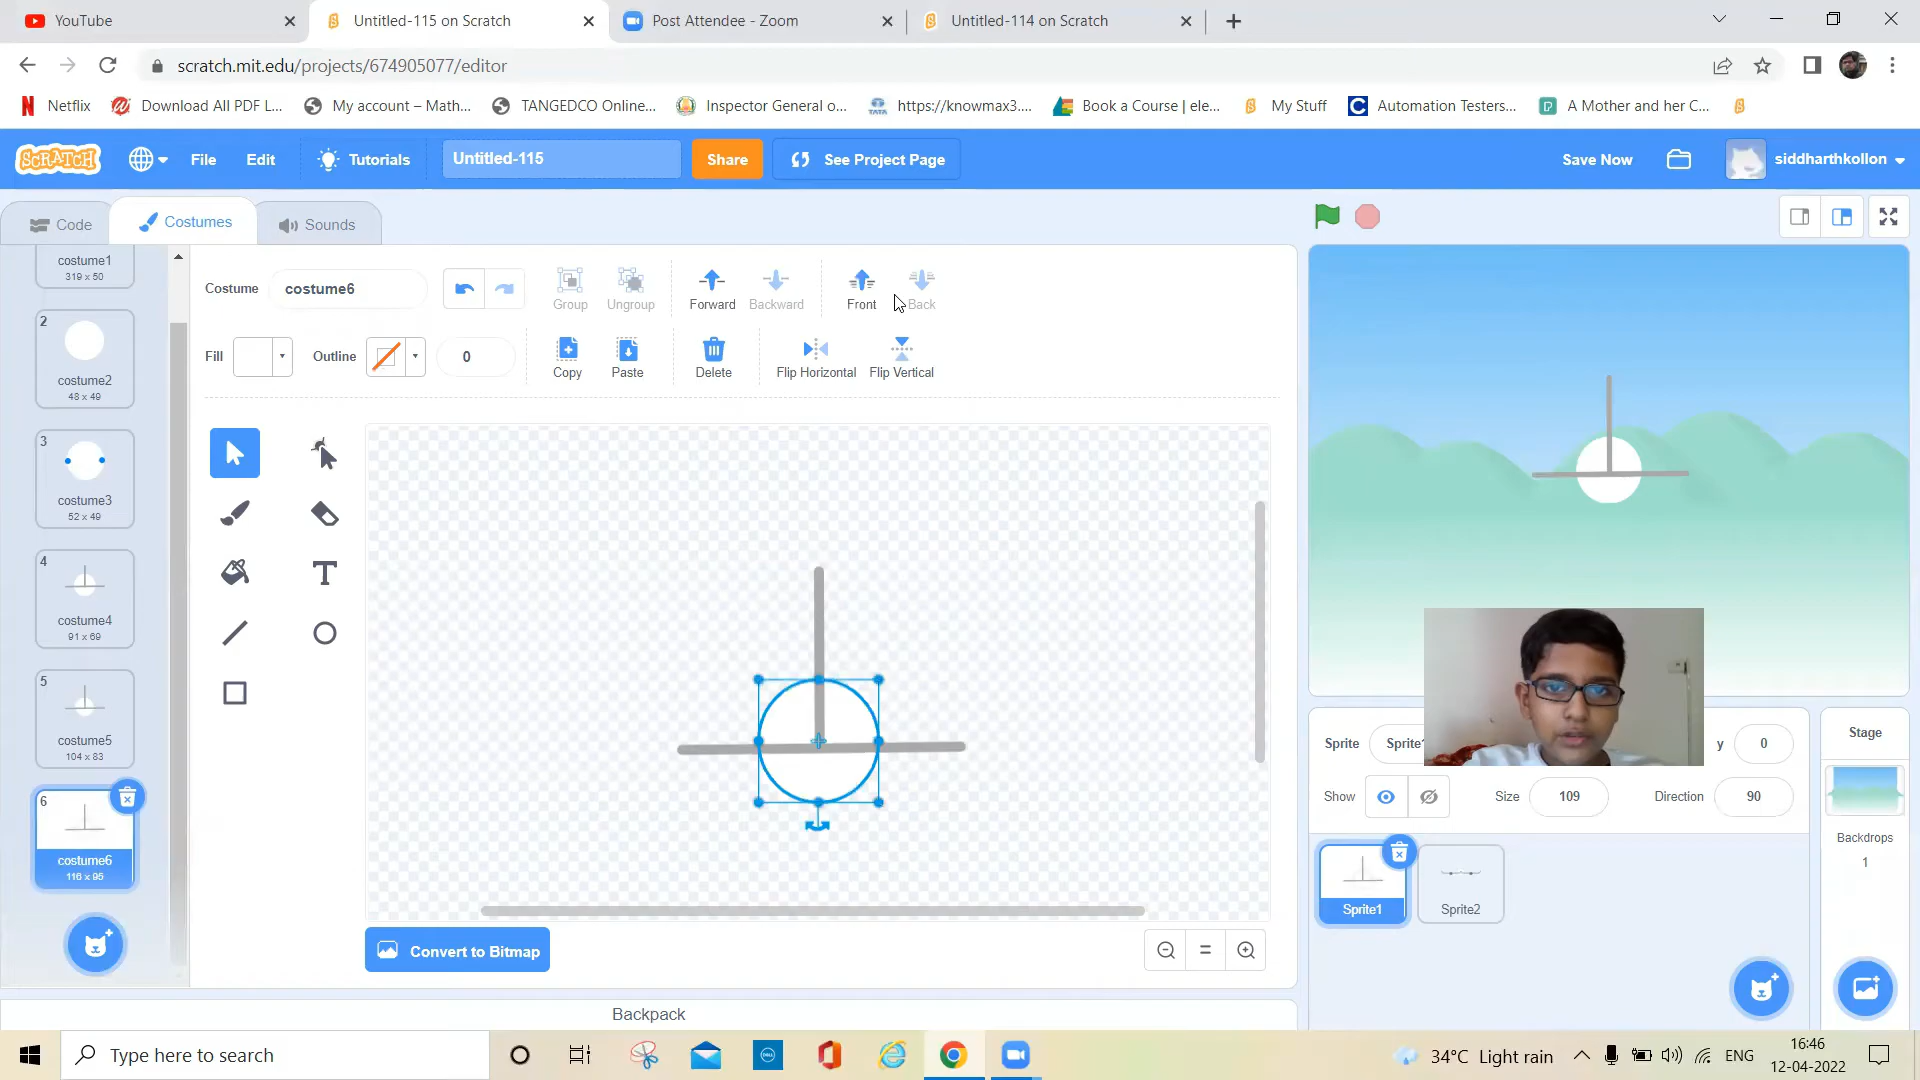 YouTube
Untitled-115 on Scratch
Post Attendee - Zoom
Untitled-114 on Scratch
scratch.mit.edu/projects/674905077/editor
Netflix
Download All PDF L...
My account – Math...
TANGEDCO Online...
Inspector General o...
https://knowmax3....
Book a Course | ele...
My Stuff
Automation Testers...
A Mother and her C...
SCRATCH
File
Edit
Tutorials
Untitled-115
Share
See Project Page
Save Now
siddharthkollon
Code
Costumes
Sounds
costume1
319 x 50
2
costume2
48 x 49
3
costume3
52 x 49
4
costume4
91 x 69
5
costume5
104 x 83
6
costume6
116 x 95
Costume
costume6
Group
Ungroup
Forward
Backward
Front
Back
Fill
Outline
0
Copy
Paste
Delete
Flip Horizontal
Flip Vertical
T
Convert to Bitmap
Backpack
Sprite
Sprite1
y
0
Show
Size
109
Direction
90
Sprite1
Sprite2
Stage
Backdrops
1
Type here to search
34°C Light rain
ENG
16:46
12-04-2022